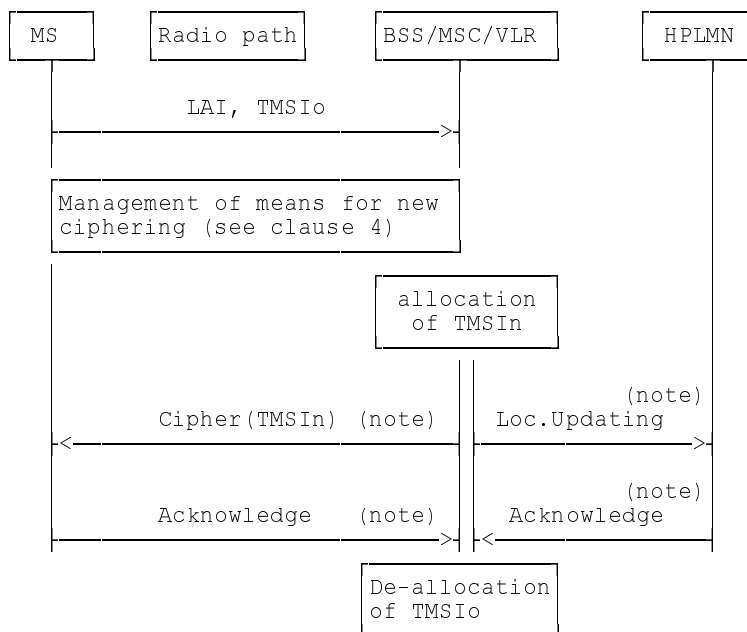 MS
Radio path
BSS/MSC/VLR
HPLMN
LAI, TMSIo
Management of means for new
ciphering (see clause 4)
allocation
of TMSIn
(note)
Cipher(TMSIn) (note)
Loc.Updating
(note)
Acknowledge (note)
Acknowledge
De-allocation
of TMSIo